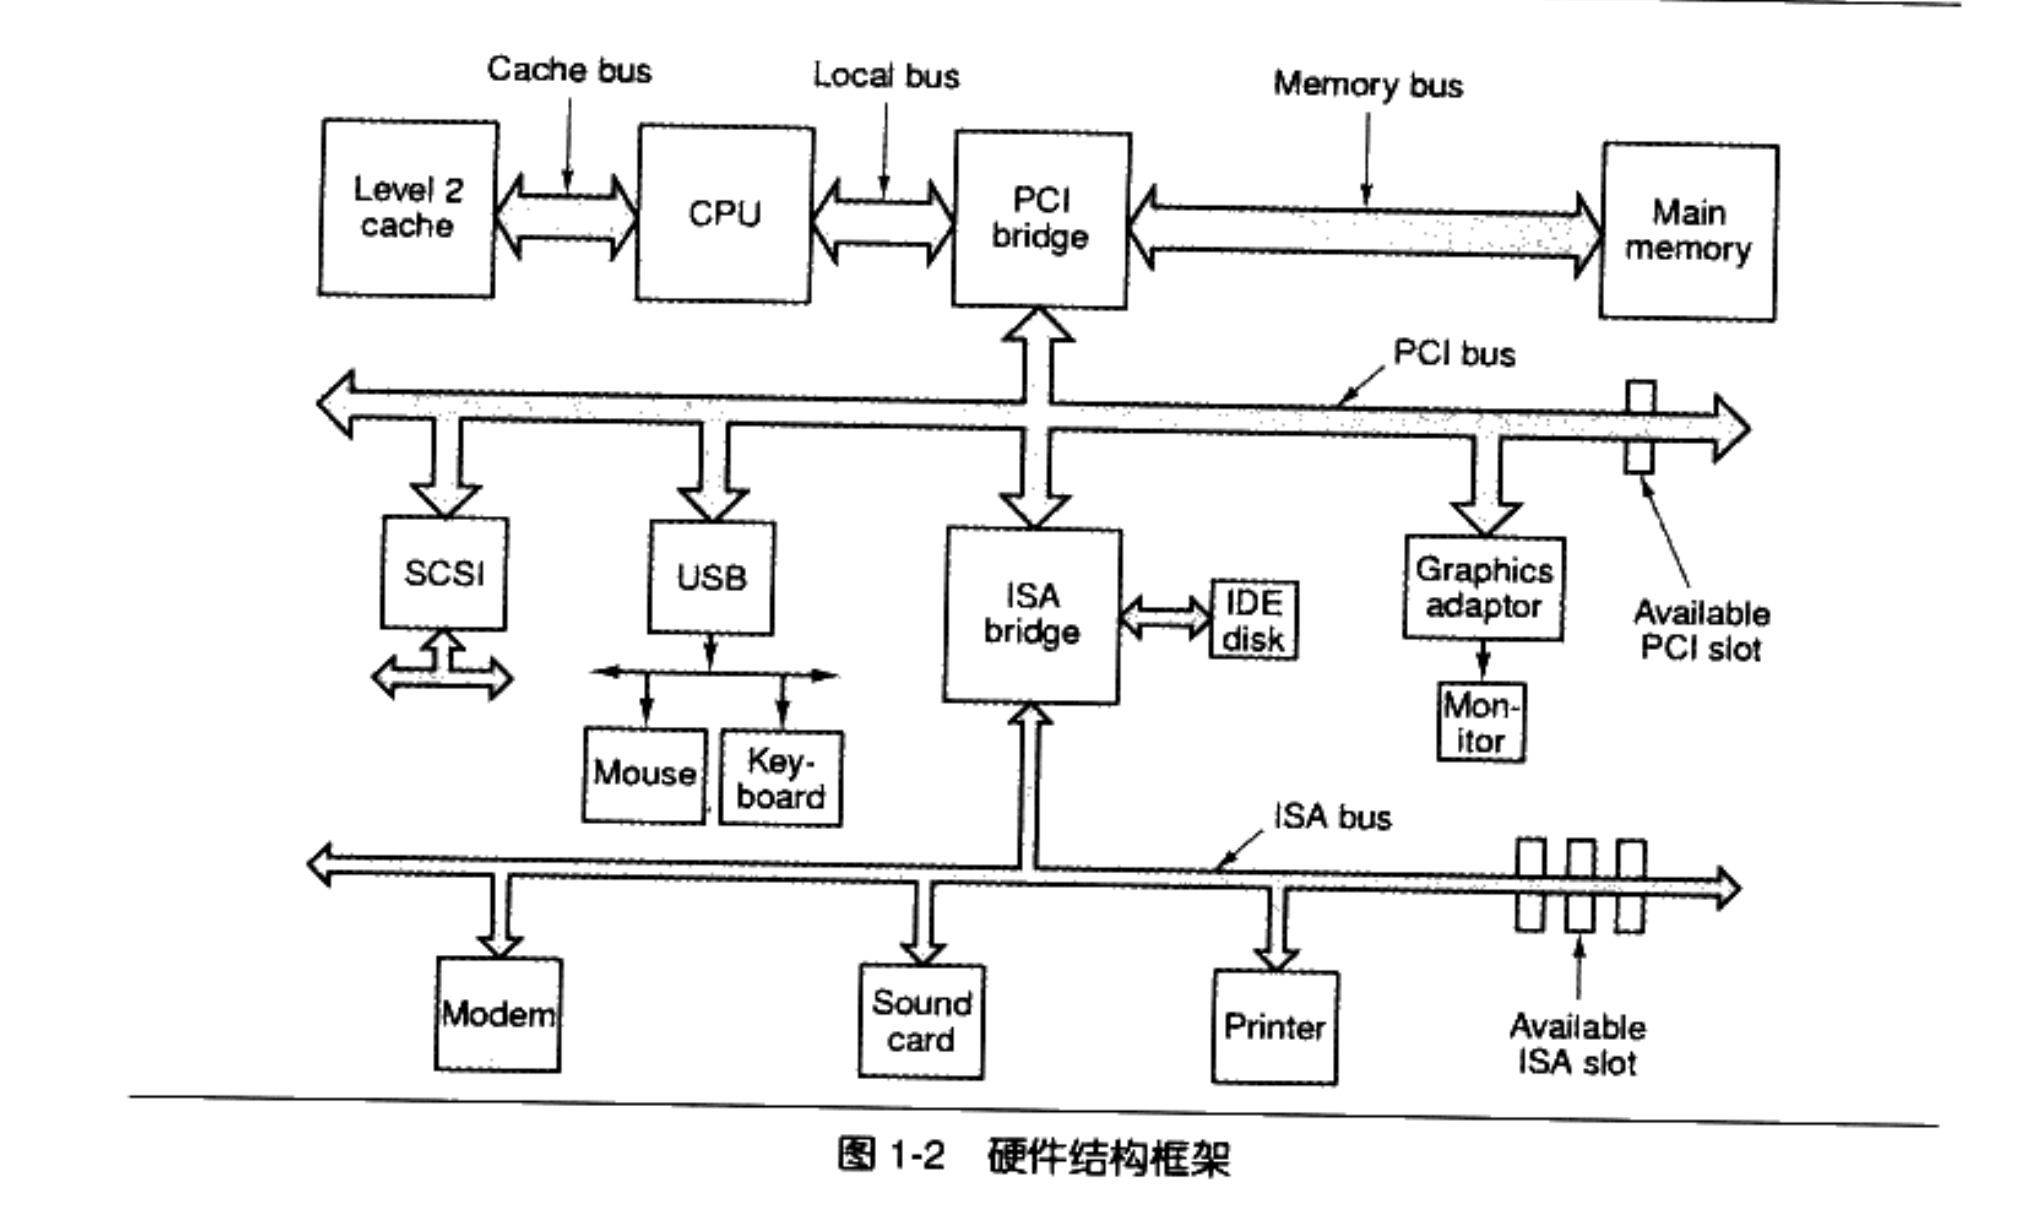 Cache bus
Local bus
Memory bus
Level 2
cache
CPU
PCI
bridge
Main
memory
PCI bus
SCSI
USB
ISA
bridge
IDE
disk
Graphics
adaptor
Available
PCI slot
Mon-
itor
Mouse
Key-
board
ISA bus
Modem
Sound
card
Printer
Available
ISA slot
图 1-2 硬件结构框架